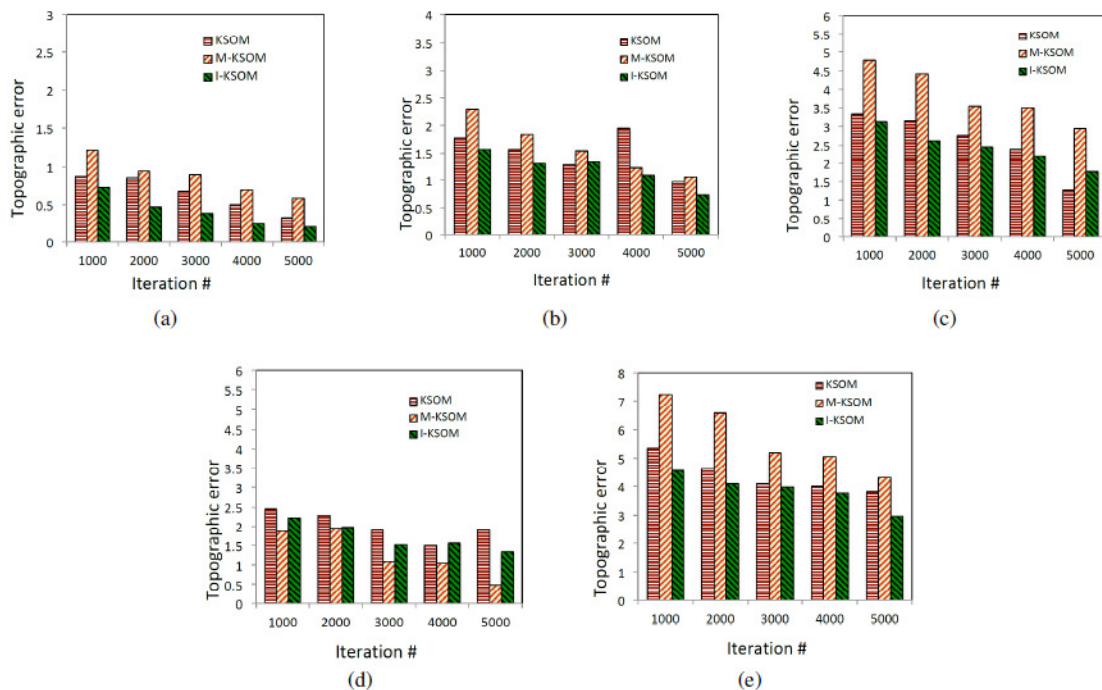 3
2.5
2
1.5
1
0.5
0
Topographic error
KSOM
M-KSOM
I-KSOM
1000 2000 3000 4000 5000
Iteration #
(a)
4
3.5
3
2.5
2
1.5
1
0.5
0
Topographic error
KSOM
M-KSOM
I-KSOM
1000 2000 3000 4000 5000
Iteration #
(b)
6
5.5
5
4.5
4
3.5
3
2.5
2
1.5
1
0.5
0
Topographic error
KSOM
M-KSOM
I-KSOM
1000 2000 3000 4000 5000
Iteration #
(c)
6
5.5
5
4.5
4
3.5
3
2.5
2
1.5
1
0.5
0
Topographic error
KSOM
M-KSOM
I-KSOM
1000 2000 3000 4000 5000
Iteration #
(d)
8
7
6
5
4
3
2
1
0
Topographic error
KSOM
M-KSOM
I-KSOM
1000 2000 3000 4000 5000
Iteration #
(e)